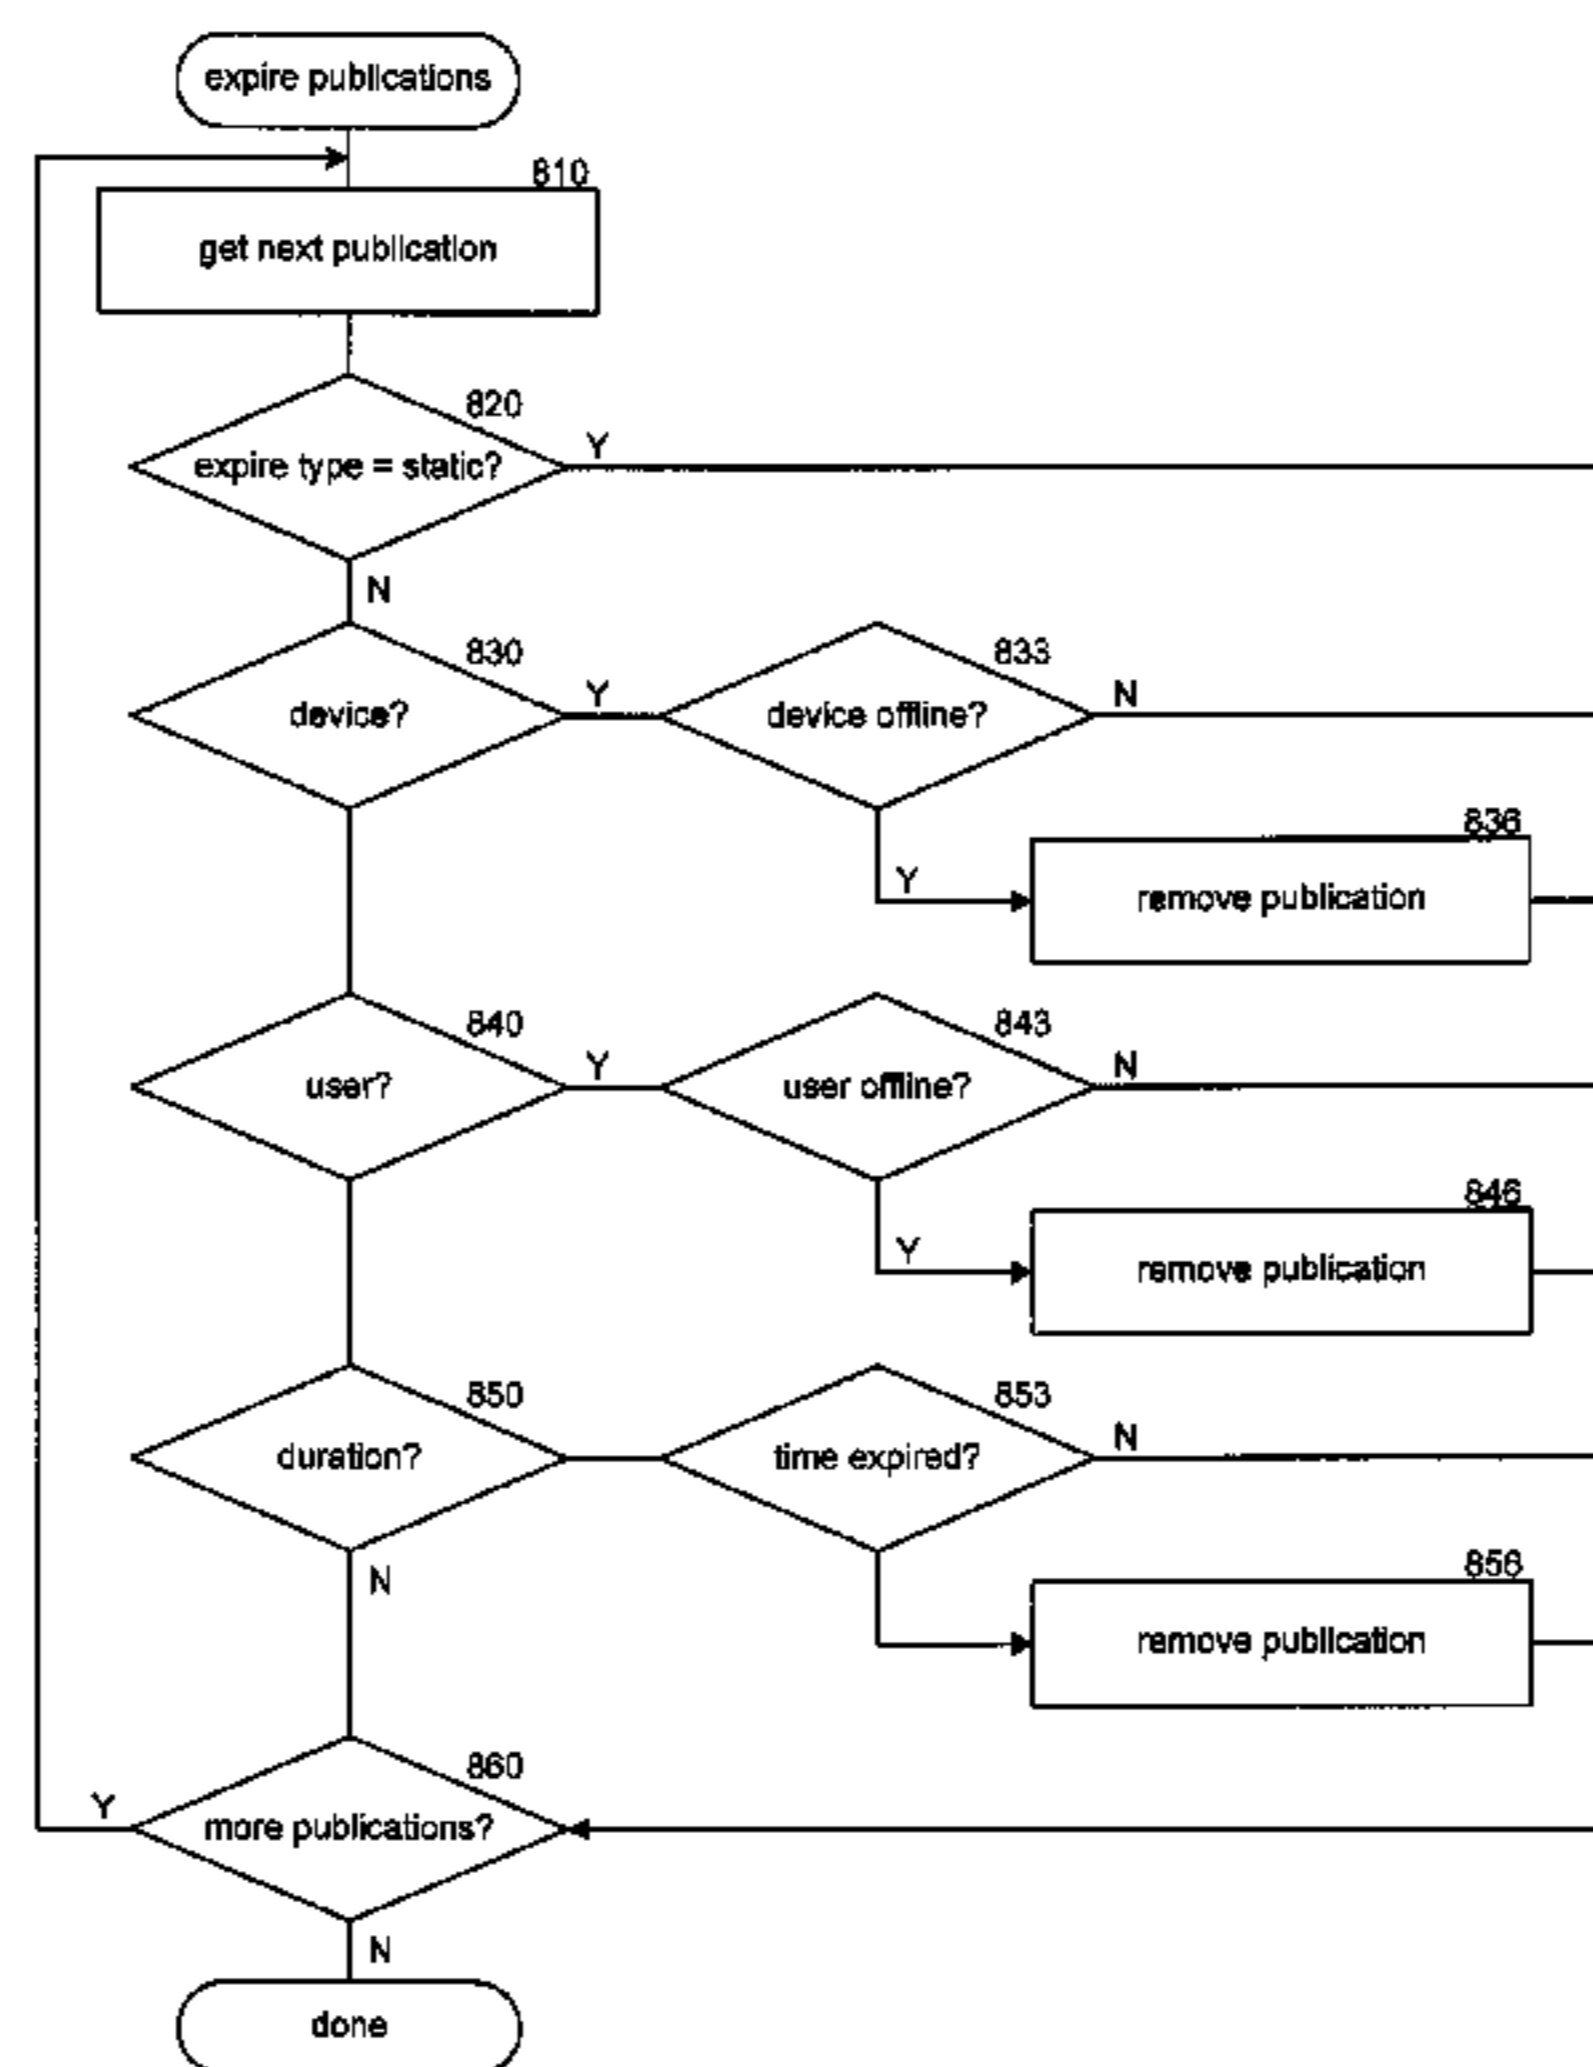 expire publications
810
get next publication
820
expire type = static?
Y
N
830
device?
Y
833
device offline?
N
Y
836
remove publication
840
user?
Y
843
user offline?
N
Y
846
remove publication
850
duration?
853
time expired?
N
N
856
remove publication
860
more publications?
Y
N
done